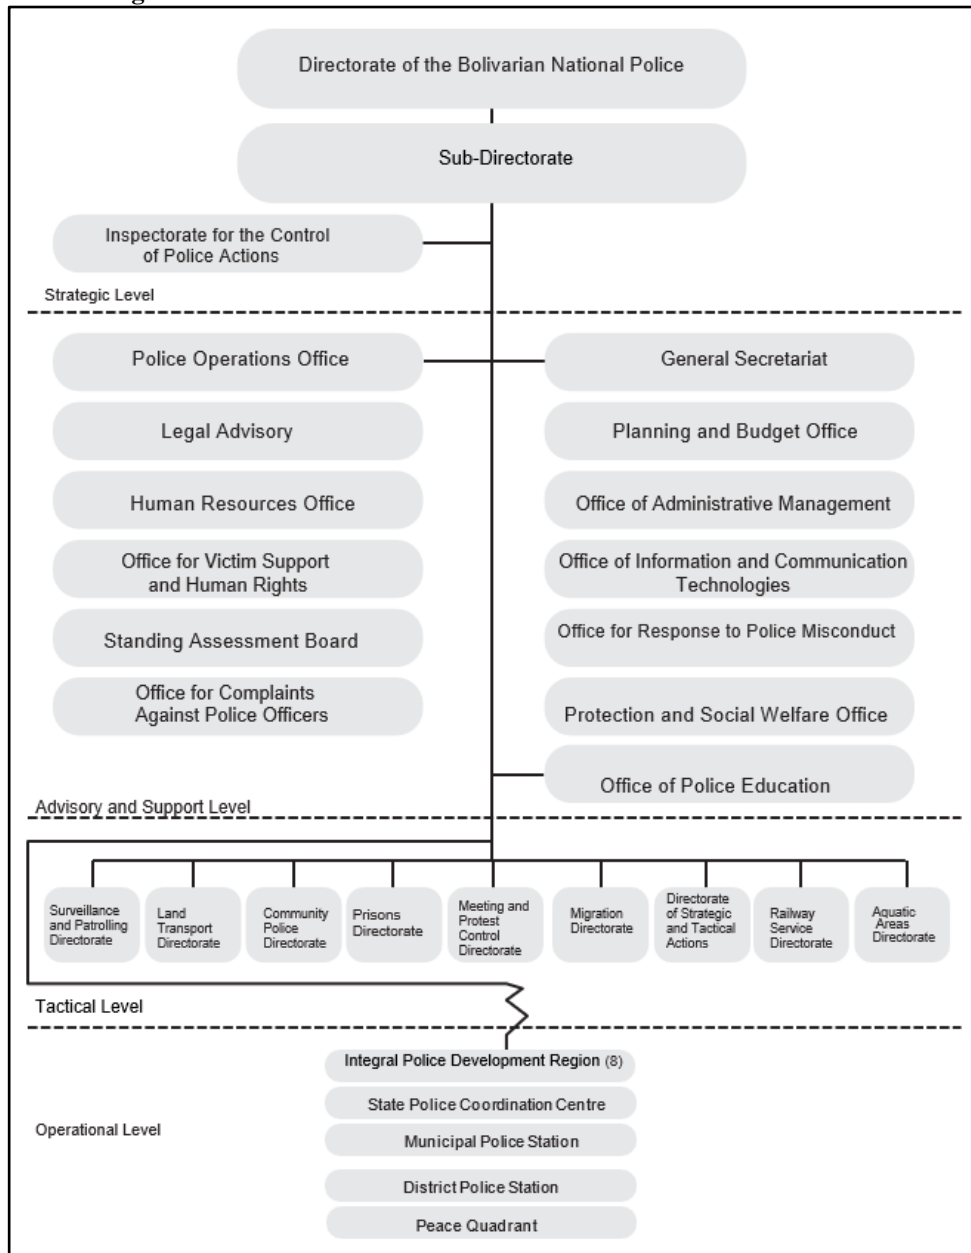 Directorate of the Bolivarian National Police
Sub-Directorate
Inspectorate for the Control
of Police Actions
Strategic Level
Police Operations Office
General Secretariat
Legal Advisory
Planning and Budget Office
Human Resources Office
Office of Administrative Management
Office for Victim Support
and Human Rights
Office of Information and Communication
Technologies
Standing Assessment Board
Office for Response to Police Misconduct
Office for Complaints
Against Police Officers
Protection and Social Welfare Office
Office of Police Education
Advisory and Support Level
Surveillance
and Patrolling
Directorate
Land
Transport
Directorate
Community
Police
Directorate
Prisons
Directorate
Meeting and
Protest
Control
Directorate
Migration
Directorate
Directorate
of Strategic
and Tactical
Actions
Railway
Service
Directorate
Aquatic
Areas
Directorate
Tactical Level
Integral Police Development Region (8)
State Police Coordination Centre
Operational Level
Municipal Police Station
District Police Station
Peace Quadrant